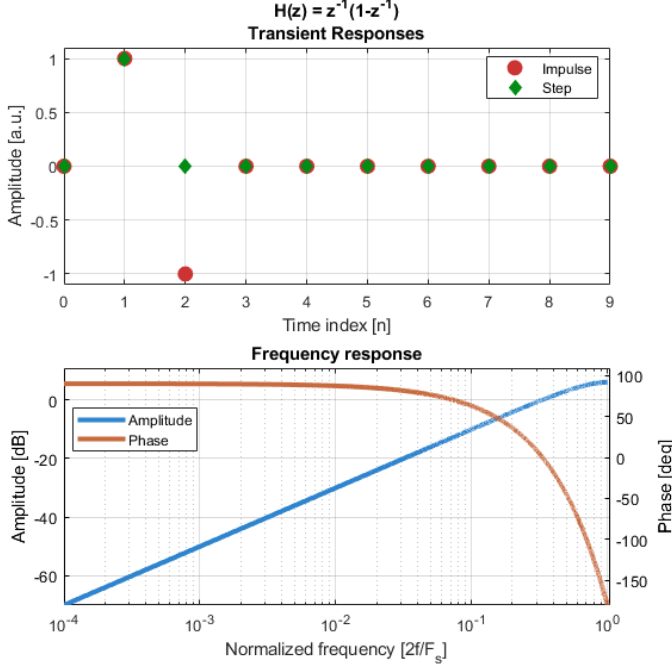 H(z) = z⁻¹(1-z⁻¹)
Transient Responses
Amplitude [a.u.]
1
0.5
0
-0.5
-1
Impulse
Step
0 1 2 3 4 5 6 7 8 9
Time index [n]
Frequency response
Amplitude [dB]
0
-20
-40
-60
Amplitude
Phase
100
50
0
-50
-100
-150
Phase [deg]
10⁻⁴ 10⁻³ 10⁻² 10⁻¹ 10⁰
Normalized frequency [2f/Fₛ]